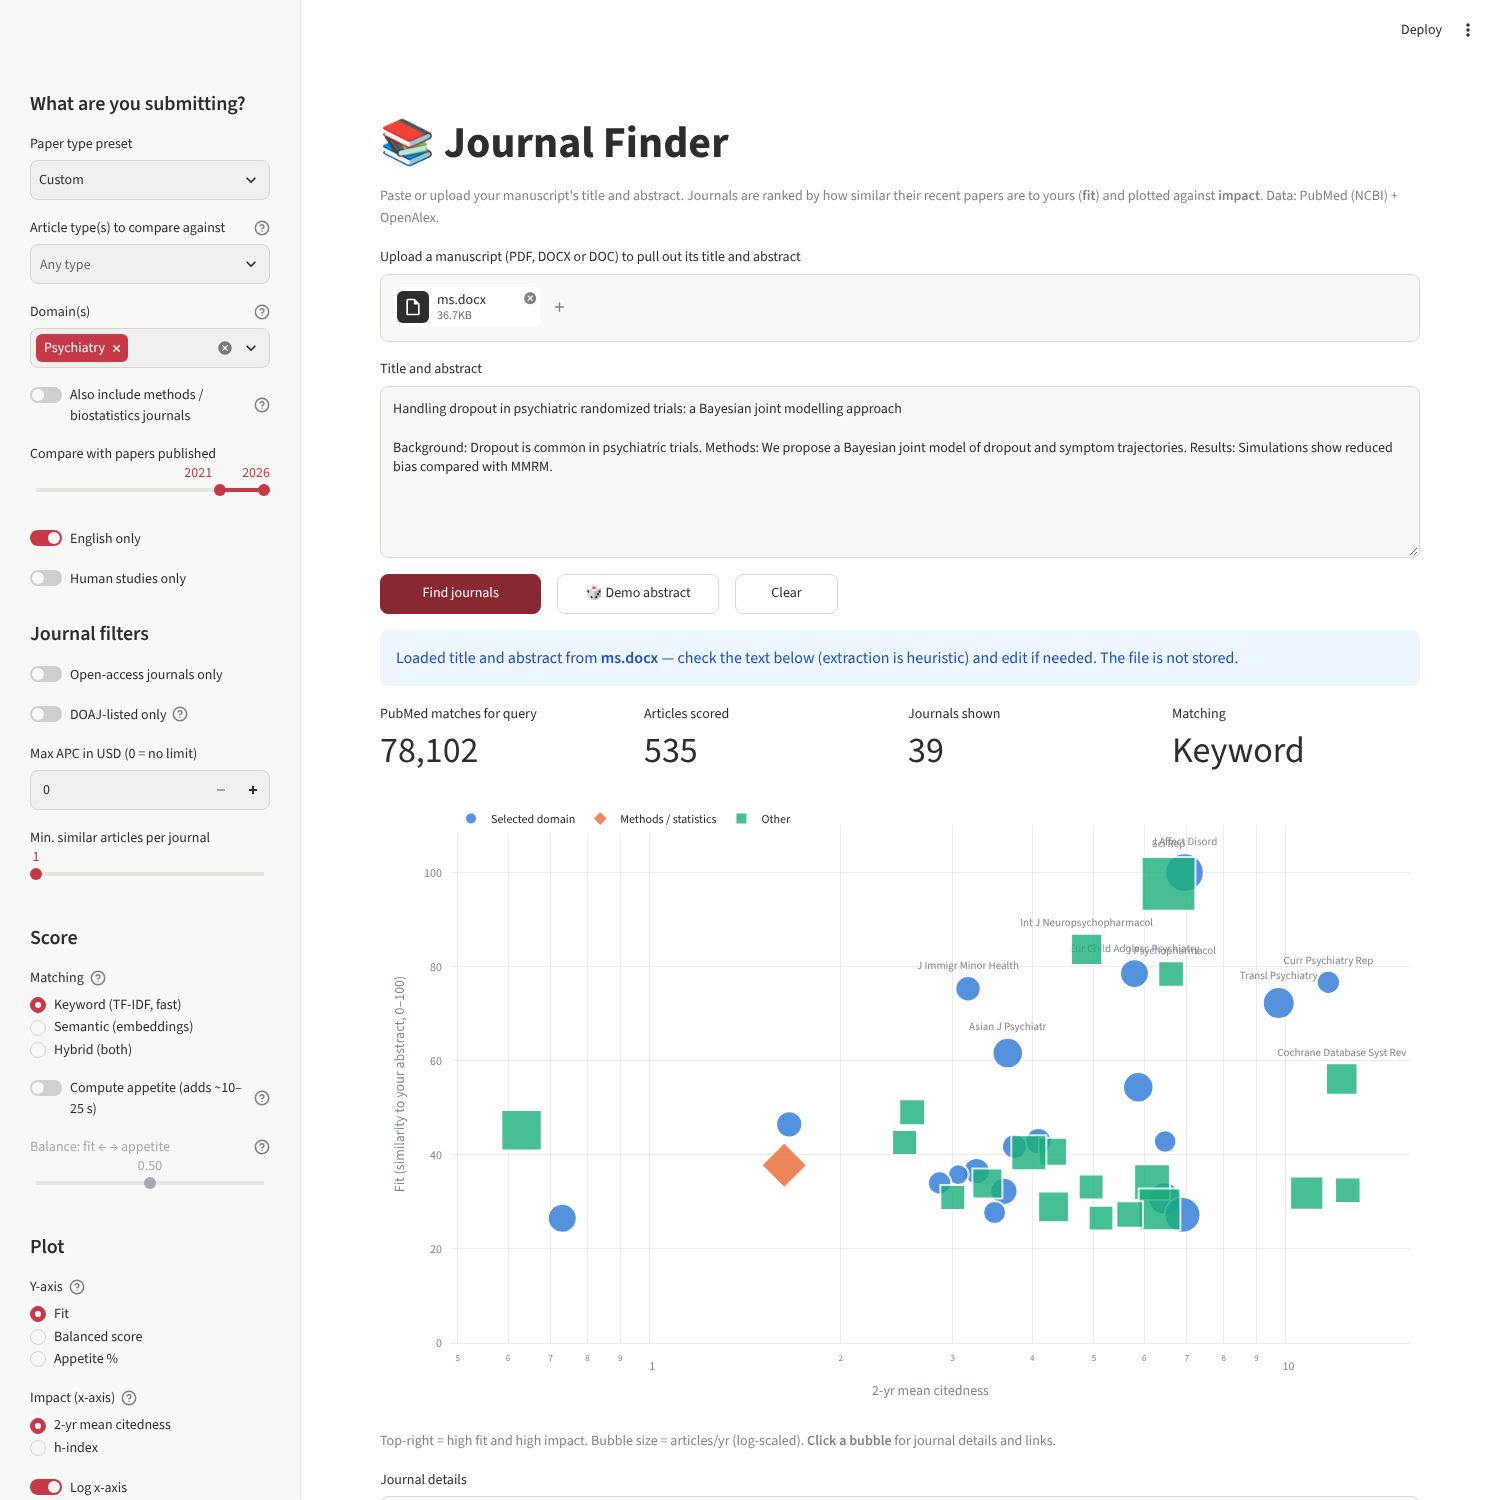 Deploy
What are you submitting?
Paper type preset
Custom
Article type(s) to compare against
Any type
Domain(s)
Psychiatry ×
Also include methods /
biostatistics journals
Compare with papers published
2021 2026
English only
Human studies only
Journal filters
Open-access journals only
DOAJ-listed only
Max APC in USD (0 = no limit)
0
Min. similar articles per journal
1
Score
Matching
Keyword (TF-IDF, fast)
Semantic (embeddings)
Hybrid (both)
Compute appetite (adds ~10–
25 s)
Balance: fit ←→ appetite
0.50
Plot
Y-axis
Fit
Balanced score
Appetite %
Impact (x-axis)
2-yr mean citedness
h-index
Log x-axis
Journal Finder
Paste or upload your manuscript's title and abstract. Journals are ranked by how similar their recent papers are to yours (fit) and plotted against impact. Data: PubMed (NCBI) +
OpenAlex.
Upload a manuscript (PDF, DOCX or DOC) to pull out its title and abstract
ms.docx
36.7KB
Title and abstract
Handling dropout in psychiatric randomized trials: a Bayesian joint modelling approach
Background: Dropout is common in psychiatric trials. Methods: We propose a Bayesian joint model of dropout and symptom trajectories. Results: Simulations show reduced
bias compared with MMRM.
Find journals
Demo abstract
Clear
Loaded title and abstract from ms.docx — check the text below (extraction is heuristic) and edit if needed. The file is not stored.
PubMed matches for query
78,102
Articles scored
535
Journals shown
39
Matching
Keyword
Selected domain
Methods / statistics
Other
Affect Disord
Rep
Int J Neuropsychopharmacol
Child Psychiatry
Psychopharmacol
J Immigr Minor Health
Curr Psychiatry Rep
Transl Psychiatry
Asian J Psychiatr
Cochrane Database Syst Rev
Fit (similarity to your abstract, 0–100)
100
80
60
40
20
0
5 6 7 8 9 1 2 3 4 5 6 7 8 9 10
2-yr mean citedness
Top-right = high fit and high impact. Bubble size = articles/yr (log-scaled). Click a bubble for journal details and links.
Journal details